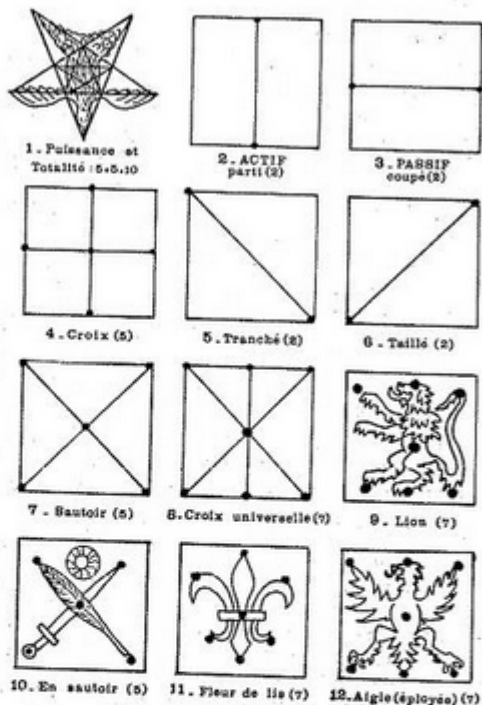 1. Puissance et
Totalité :5+5=10
2. ACTIF
parti (2)
3. PASSIF
coupé (2)
4. Croix (5)
5. Tranché (2)
6. Taillé (2)
7. Sautoir (5)
8. Croix universelle (7)
9. Lion (7)
10. En sautoir (5)
11. Fleur de lis (7)
12. Aigle (éployée) (7)